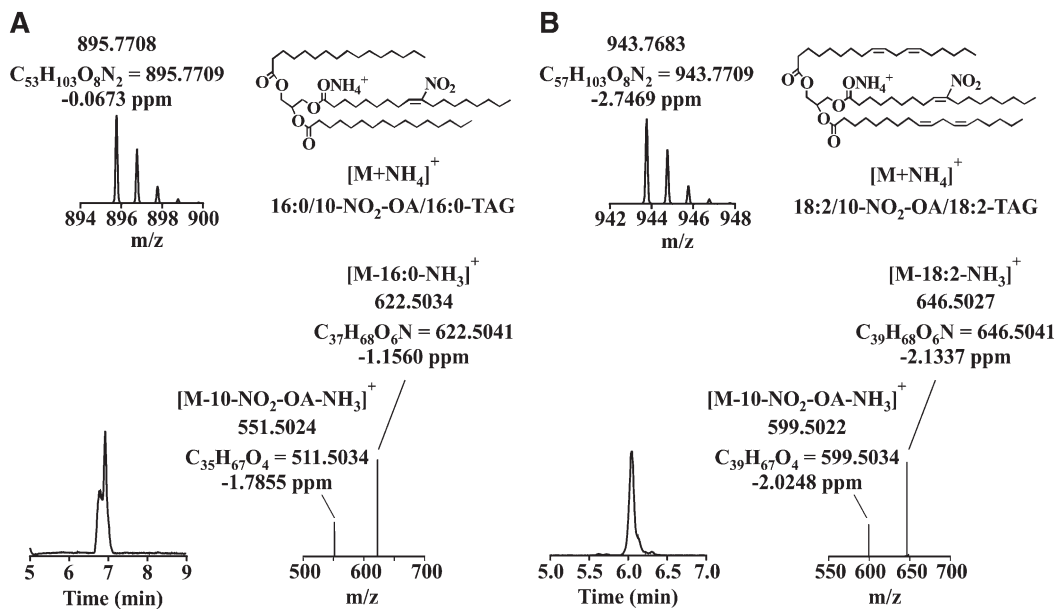 A
895.7708
C53H103O8N2 = 895.7709
-0.0673 ppm
894 896 898 900
m/z
O
O
ONH4+
NO2
O
O
O
[M+NH4]+
16:0/10-NO2-OA/16:0-TAG
[M-16:0-NH3]+
622.5034
C37H68O6N = 622.5041
-1.1560 ppm
[M-10-NO2-OA-NH3]+
551.5024
C35H67O4 = 511.5034
-1.7855 ppm
5 6 7 8 9
Time (min)
500 600 700
m/z
B
943.7683
C57H103O8N2 = 943.7709
-2.7469 ppm
942 944 946 948
m/z
O
O
ONH4+
NO2
O
O
O
[M+NH4]+
18:2/10-NO2-OA/18:2-TAG
[M-18:2-NH3]+
646.5027
C39H68O6N = 646.5041
-2.1337 ppm
[M-10-NO2-OA-NH3]+
599.5022
C39H67O4 = 599.5034
-2.0248 ppm
5.0 5.5 6.0 6.5 7.0
Time (min)
550 600 650 700
m/z